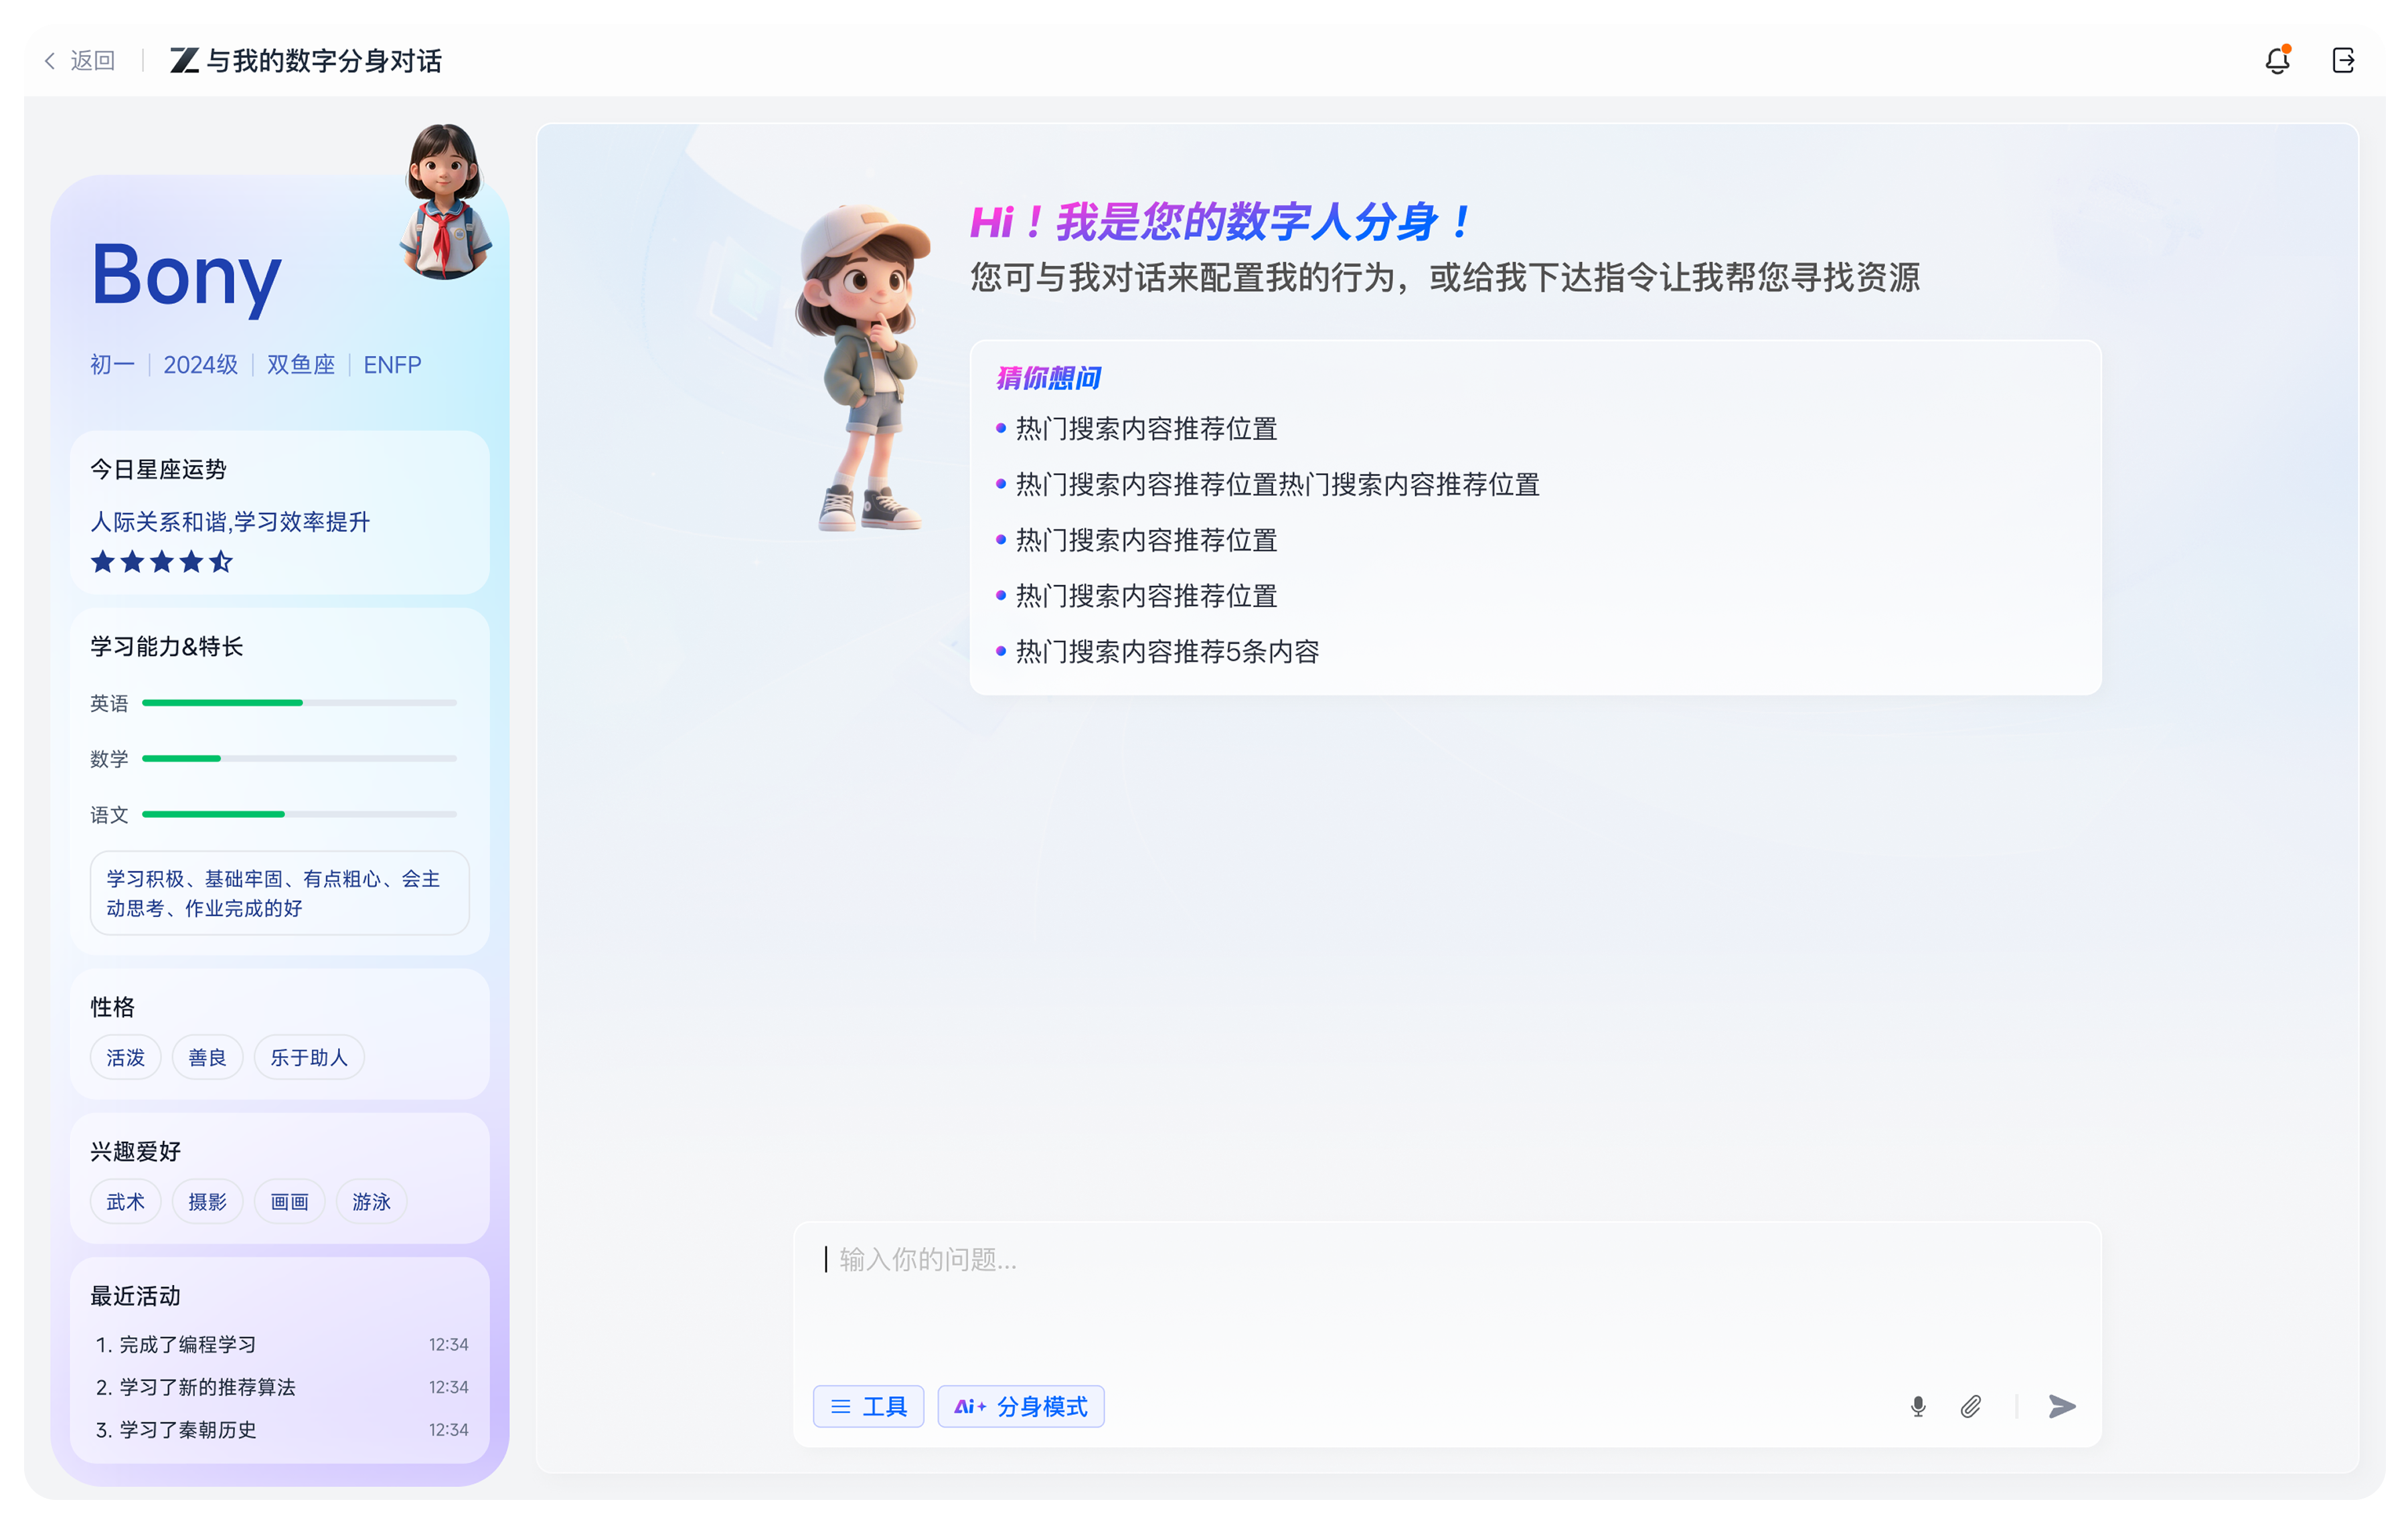 返回
Z 与我的数字分身对话
Bony
初一 2024级 双鱼座 ENFP
今日星座运势
人际关系和谐,学习效率提升
学习能力&特长
英语
数学
语文
学习积极、基础牢固、有点粗心、会主
动思考、作业完成的好
性格
活泼 善良 乐于助人
兴趣爱好
武术 摄影 画画 游泳
最近活动
1. 完成了编程学习 12:34
2. 学习了新的推荐算法 12:34
3. 学习了秦朝历史 12:34
Hi！我是您的数字人分身！
您可与我对话来配置我的行为，或给我下达指令让我帮您寻找资源
猜你想问
热门搜索内容推荐位置
热门搜索内容推荐位置热门搜索内容推荐位置
热门搜索内容推荐位置
热门搜索内容推荐位置
热门搜索内容推荐5条内容
输入你的问题...
工具 Ai+ 分身模式